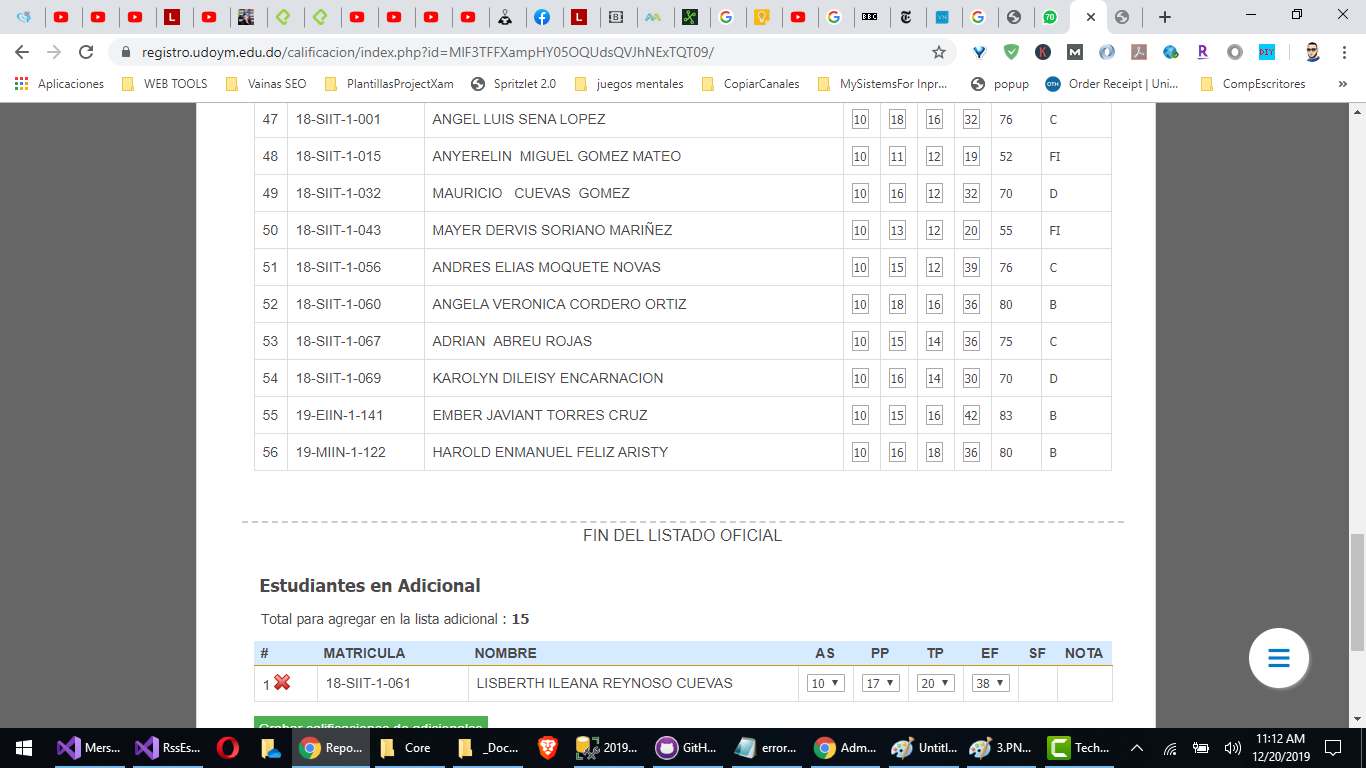 registro.udoym.edu.do/calificacion/index.php?id=MIF3TFFXampHY05OQUdsQVJhNExTQT09/
Aplicaciones WEB TOOLS Vainas SEO PlantillasProjectXam Spritzlet 2.0 juegos mentales CopiarCanales MySistemsFor Inpr... popup Order Receipt | Uni... CompEscritores »
47 18-SIIT-1-001 ANGEL LUIS SENA LOPEZ 10 18 16 32 76 C
48 18-SIIT-1-015 ANYERELIN MIGUEL GOMEZ MATEO 10 11 12 19 52 FI
49 18-SIIT-1-032 MAURICIO CUEVAS GOMEZ 10 16 12 32 70 D
50 18-SIIT-1-043 MAYER DERVIS SORIANO MARIÑEZ 10 13 12 20 55 FI
51 18-SIIT-1-056 ANDRES ELIAS MOQUETE NOVAS 10 15 12 39 76 C
52 18-SIIT-1-060 ANGELA VERONICA CORDERO ORTIZ 10 18 16 36 80 B
53 18-SIIT-1-067 ADRIAN ABREU ROJAS 10 15 14 36 75 C
54 18-SIIT-1-069 KAROLYN DILEISY ENCARNACION 10 16 14 30 70 D
55 19-EIIN-1-141 EMBER JAVIANT TORRES CRUZ 10 15 16 42 83 B
56 19-MIIN-1-122 HAROLD ENMANUEL FELIZ ARISTY 10 16 18 36 80 B
FIN DEL LISTADO OFICIAL
Estudiantes en Adicional
Total para agregar en la lista adicional : 15
# MATRICULA NOMBRE AS PP TP EF SF NOTA
1 18-SIIT-1-061 LISBERTH ILEANA REYNOSO CUEVAS 10 17 20 38
Grabar calificaciones de adicionales
Mers... RssEs... Repo... Core _Doc... 2019... GitH... error... Adm... Untitl... 3.PN... Tech... 11:12 AM
12/20/2019